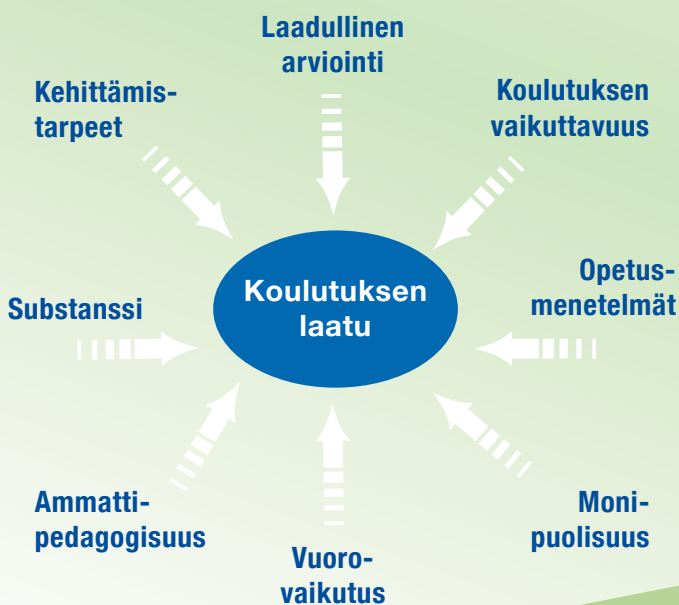 Laadullinen
arviointi
Kehittämis-
tarpeet
Koulutuksen
vaikuttavuus
Substanssi
Koulutuksen
laatu
Opetus-
menetelmät
Ammatti-
pedagogisuus
Vuoro-
vaikutus
Moni-
puolisuus